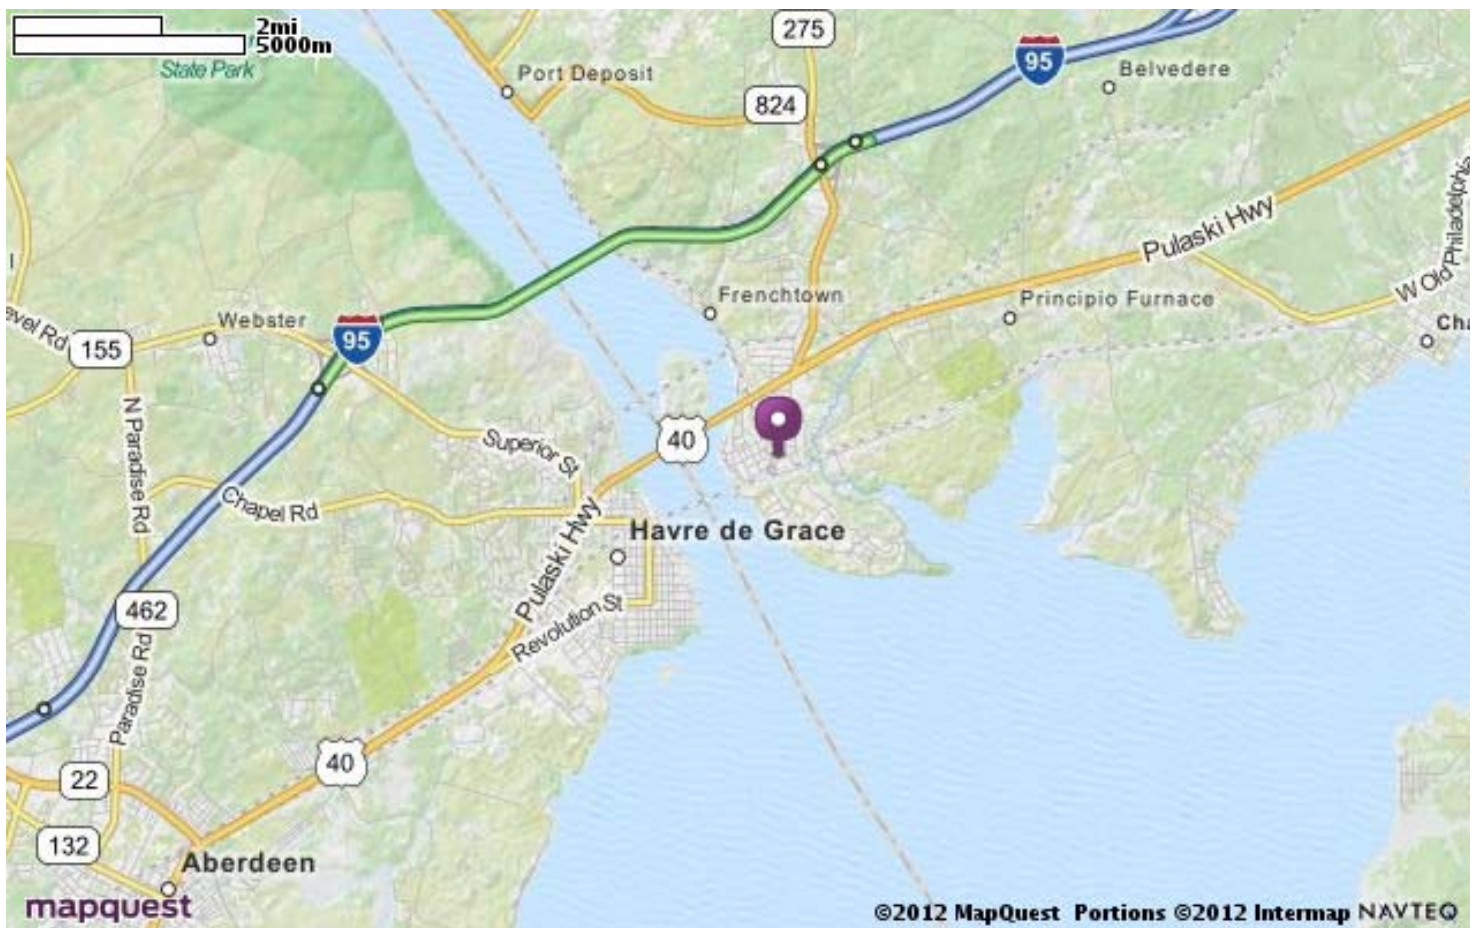 2mi
5000m
State Park
275
95
Port Deposit
Belvedere
824
Pulaski Hwy
W Old Philadelphia
Frenchtown
Principio Furnace
Webster
95
155
N Paradise Rd
Superior St
40
Chapel Rd
Pulaski Hwy
Havre de Grace
462
Revolution St
Paradise Rd
40
22
132
Aberdeen
mapquest
©2012 MapQuest Portions ©2012 Intermap NAVTEQ